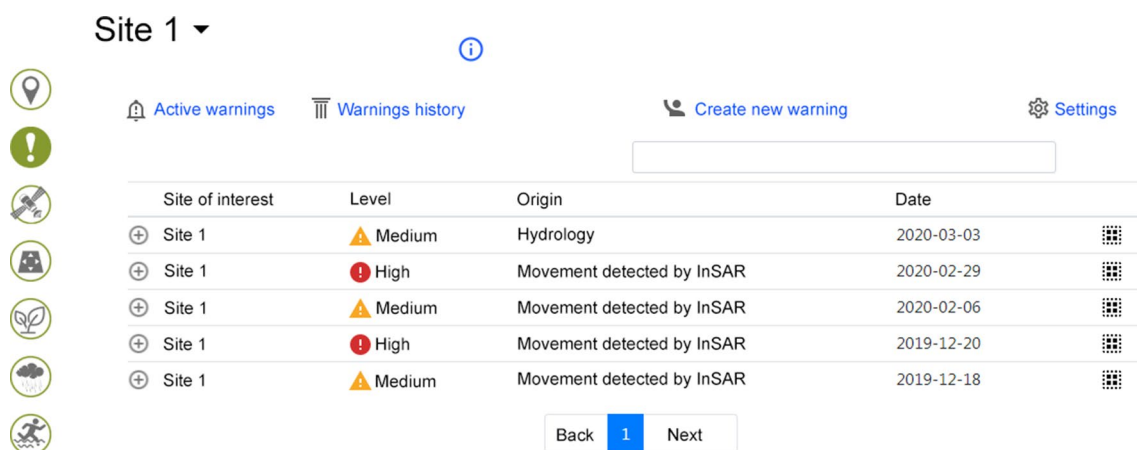 Site 1
Active warnings Warnings history Create new warning Settings
Site of interest Level Origin Date
Site 1 Medium Hydrology 2020-03-03
Site 1 High Movement detected by InSAR 2020-02-29
Site 1 Medium Movement detected by InSAR 2020-02-06
Site 1 High Movement detected by InSAR 2019-12-20
Site 1 Medium Movement detected by InSAR 2019-12-18
Back 1 Next